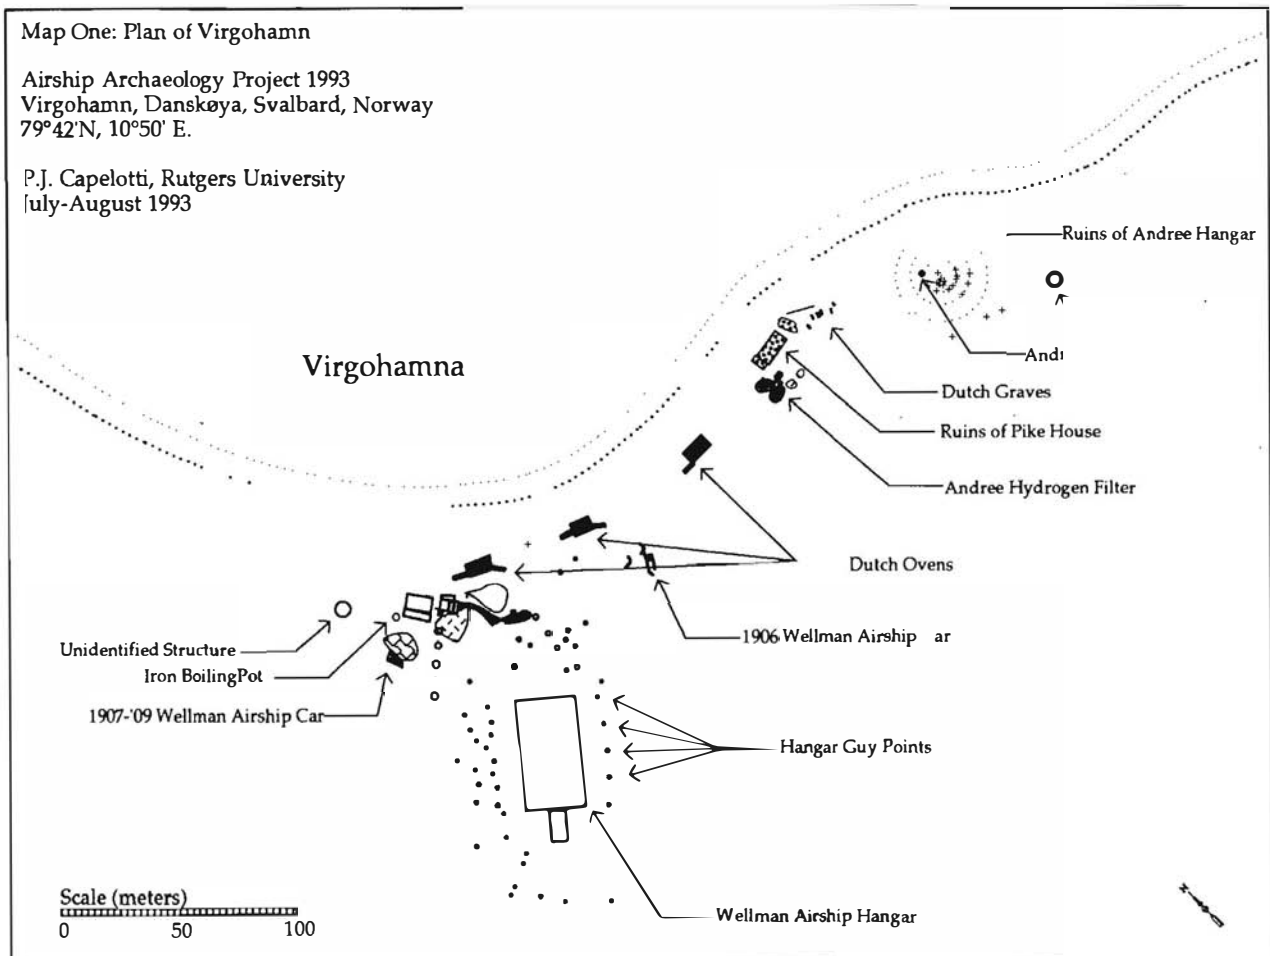 Map One: Plan of Virgohamn
Airship Archaeology Project 1993
Virgohamn, Danskøya, Svalbard, Norway
79°42'N, 10°50' E.
P.J. Capelotti, Rutgers University
July-August 1993
Ruins of Andree Hangar
Virgohamna
Dutch Graves
Ruins of Pike House
Andree Hydrogen Filter
Dutch Ovens
1906 Wellman Airship ar
Unidentified Structure
Iron BoilingPot
1907-'09 Wellman Airship Car
Hangar Guy Points
Wellman Airship Hangar
Scale (meters)
0 50 100